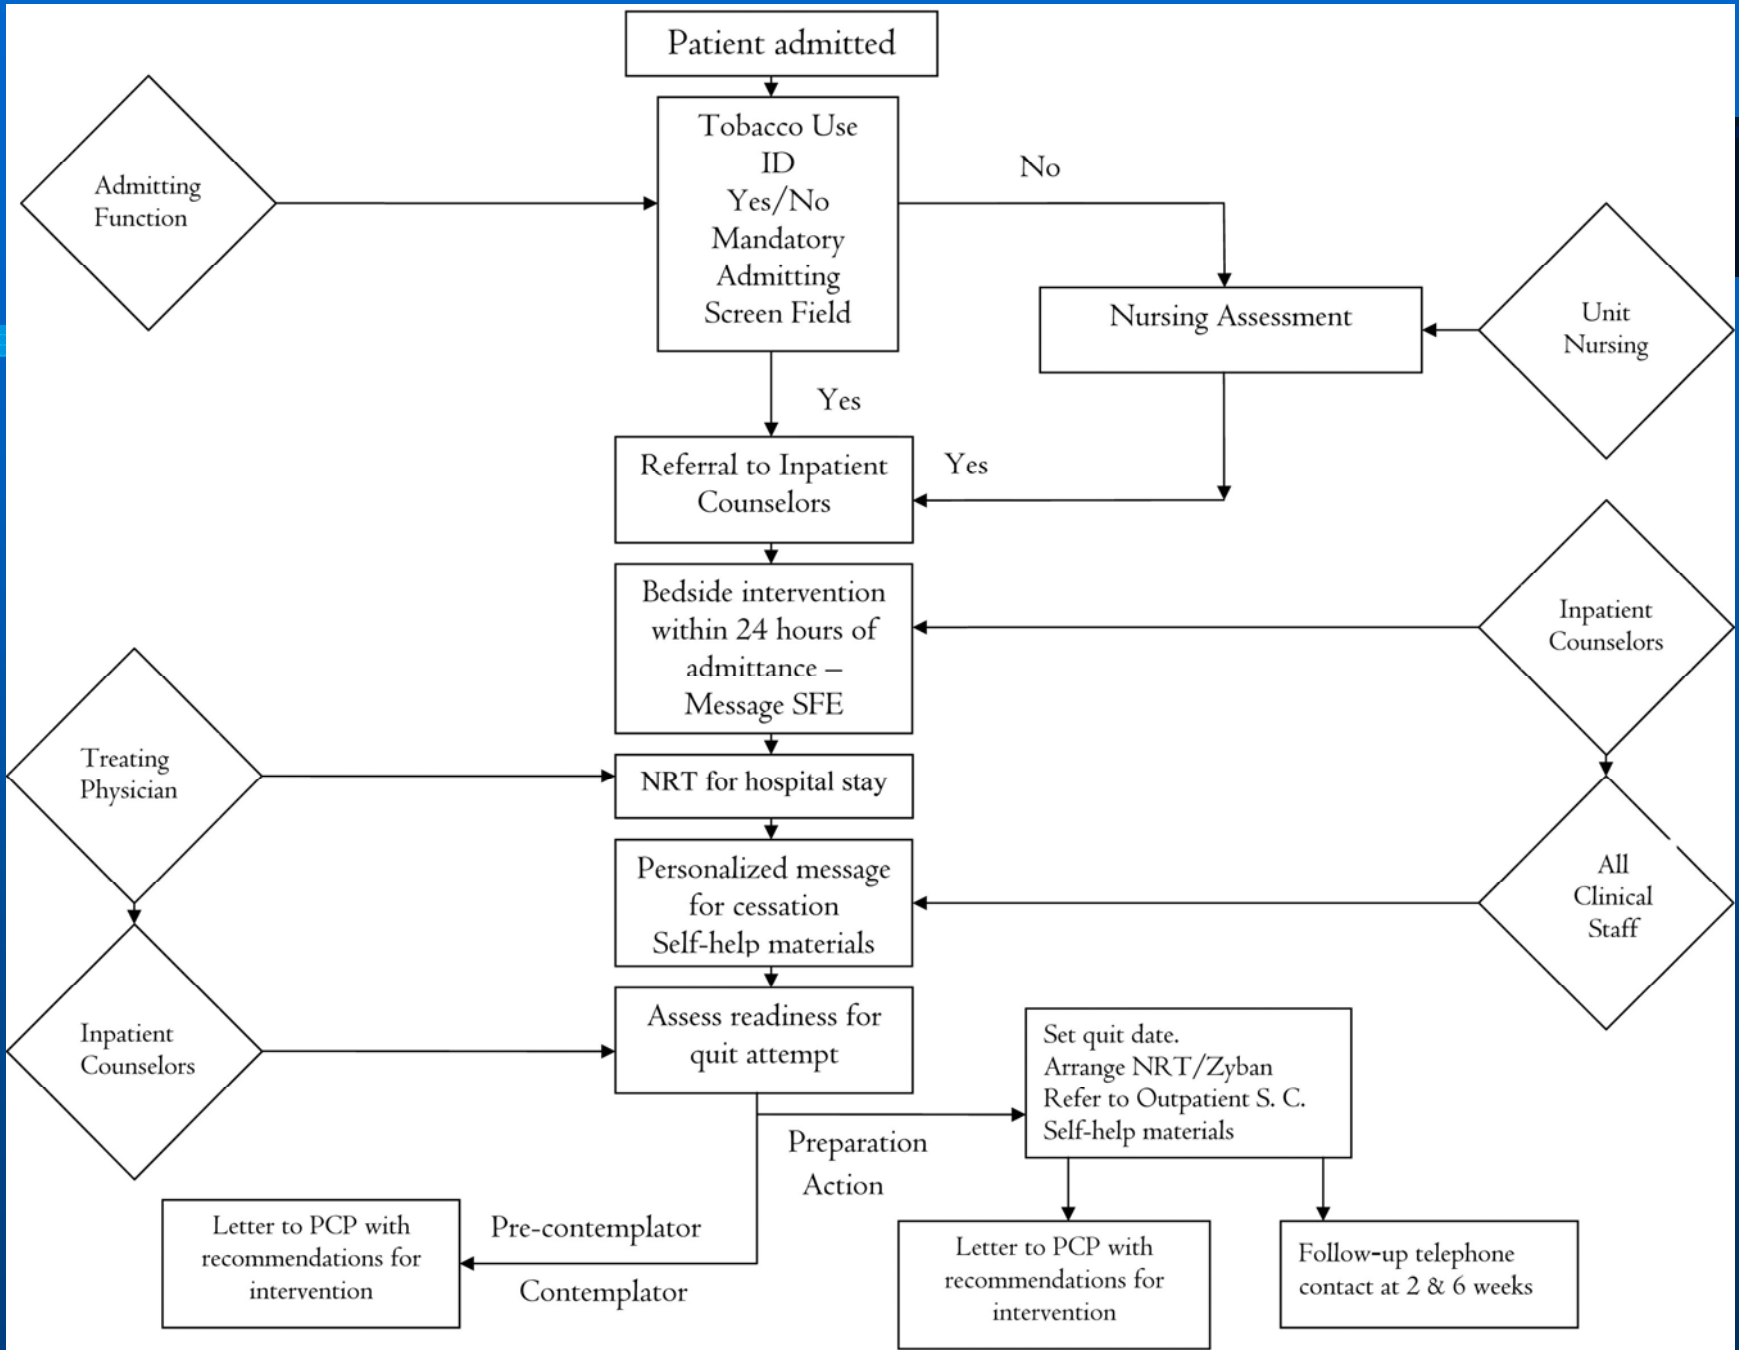 Patient admitted
Tobacco Use
ID
Yes/No
Mandatory
Admitting
Screen Field
No
Admitting
Function
Nursing Assessment
Unit
Nursing
Yes
Referral to Inpatient
Counselors
Yes
Bedside intervention
within 24 hours of
admittance –
Message SFE
Inpatient
Counselors
Treating
Physician
NRT for hospital stay
Personalized message
for cessation
Self-help materials
All
Clinical
Staff
Inpatient
Counselors
Assess readiness for
quit attempt
Set quit date.
Arrange NRT/Zyban
Refer to Outpatient S. C.
Self-help materials
Preparation
Action
Pre-contemplator
Contemplator
Letter to PCP with
recommendations for
intervention
Letter to PCP with
recommendations for
intervention
Follow-up telephone
contact at 2 & 6 weeks